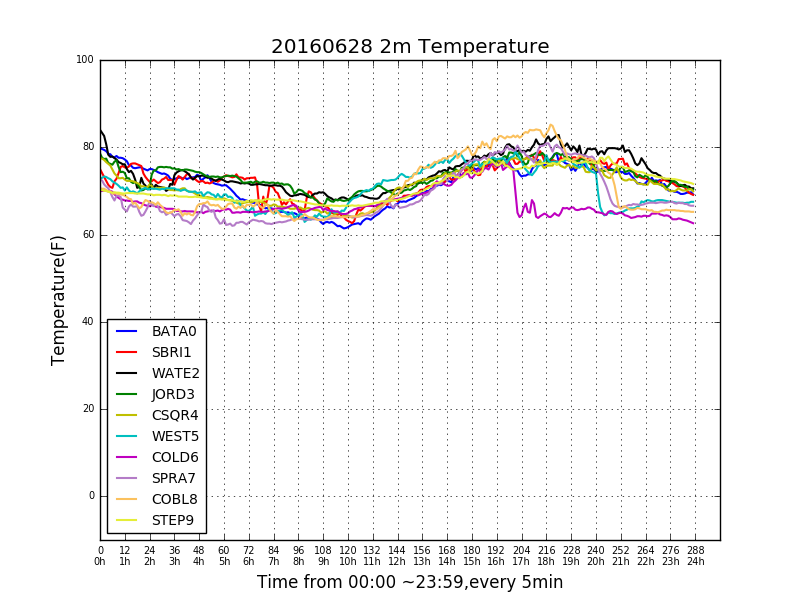 20160628 2m Temperature
100
80
60
40
20
0
Temperature(F)
BATA0
SBRI1
WATE2
JORD3
CSQR4
WEST5
COLD6
SPRA7
COBL8
STEP9
0 12 24 36 48 60 72 84 96 108 120 132 144 156 168 180 192 204 216 228 240 252 264 276 288
0h 1h 2h 3h 4h 5h 6h 7h 8h 9h 10h 11h 12h 13h 14h 15h 16h 17h 18h 19h 20h 21h 22h 23h 24h
Time from 00:00 ~23:59,every 5min